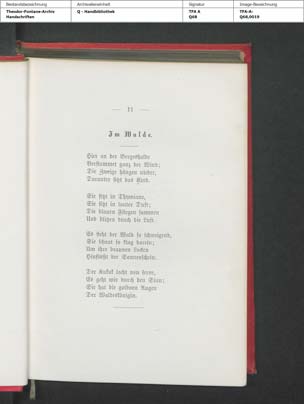 Bestandsbezeichnung
Archivalieneinheit
Signatur
Image-Bezeichnung
Theodor-Fontane-Archiv
Handschriften
Q - Handbibliothek
TFA A
Q68
TFA-A-
Q68,0019
— 11 —
Im Walde.
Hier an der Bergeshalde
Verstummet ganz der Wind;
Die Zweige hängen nieder,
Darunter sitzt das Kind.
Sie sitzt in Thymiane,
Sie sitzt in lauter Duft;
Die blauen Fliegen summen
Und blitzen durch die Luft.
Es steht der Wald so schweigend,
Sie schaut so klug darein;
Um ihre braunen Locken
Hinfließt der Sonnenschein.
Der Kukuk lacht von fern,
Es geht mir durch den Sinn:
Sie hat die goldnen Augen
Der Waldeskönigin.